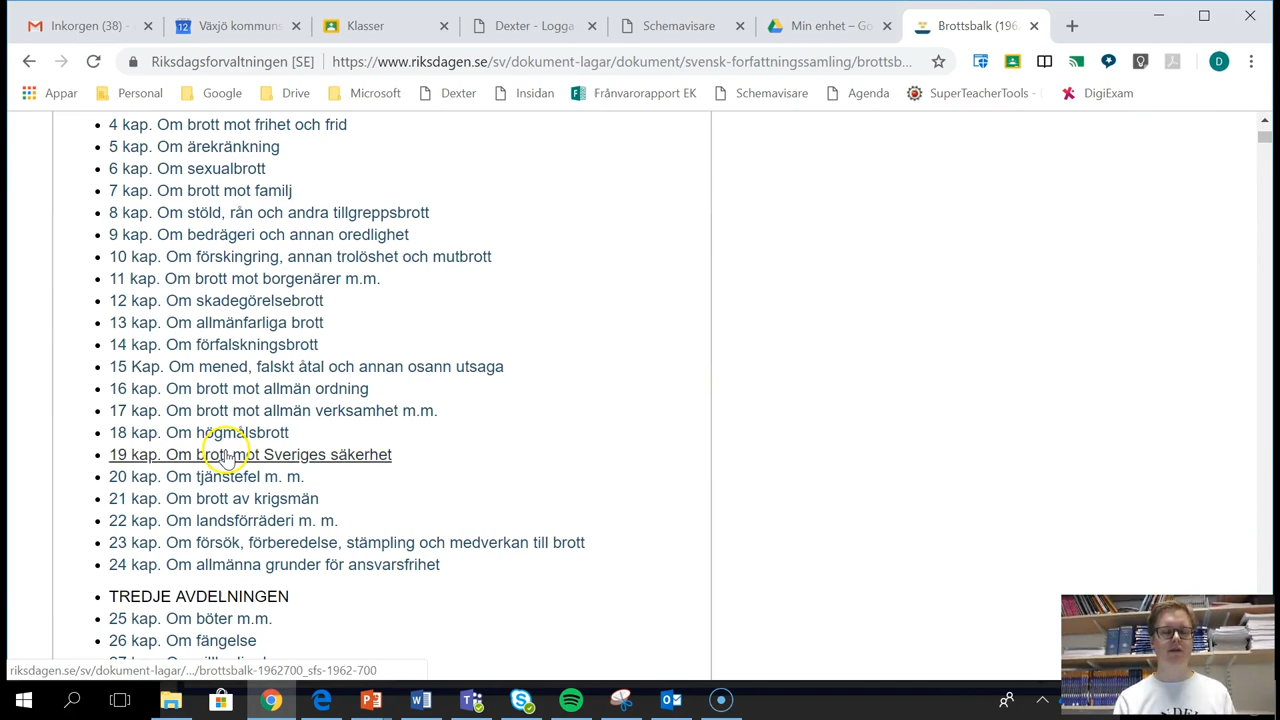 Inkorgen (38) -
Växjö kommuns
Klasser
Dexter - Logga
Schemavisare
Min enhet – Go
Brottsbalk (196
Riksdagsförvaltningen [SE]
https://www.riksdagen.se/sv/dokument-lagar/dokument/svensk-forfattningssamling/brottsb...
D
Appar
Personal
Google
Drive
Microsoft
Dexter
Insidan
Frånvarorapport EK
Schemavisare
Agenda
SuperTeacherTools -
DigiExam
4 kap. Om brott mot frihet och frid
5 kap. Om ärekränkning
6 kap. Om sexualbrott
7 kap. Om brott mot familj
8 kap. Om stöld, rån och andra tillgreppsbrott
9 kap. Om bedrägeri och annan oredlighet
10 kap. Om förskingring, annan trolöshet och mutbrott
11 kap. Om brott mot borgenärer m.m.
12 kap. Om skadegörelsebrott
13 kap. Om allmänfarliga brott
14 kap. Om förfalskningsbrott
15 Kap. Om mened, falskt åtal och annan osann utsaga
16 kap. Om brott mot allmän ordning
17 kap. Om brott mot allmän verksamhet m.m.
18 kap. Om högmålsbrott
19 kap. Om brott mot Sveriges säkerhet
20 kap. Om tjänstefel m. m.
21 kap. Om brott av krigsmän
22 kap. Om landsförräderi m. m.
23 kap. Om försök, förberedelse, stämpling och medverkan till brott
24 kap. Om allmänna grunder för ansvarsfrihet
TREDJE AVDELNINGEN
25 kap. Om böter m.m.
26 kap. Om fängelse
riksdagen.se/sv/dokument-lagar/.../brottsbalk-1962700_sfs-1962-700